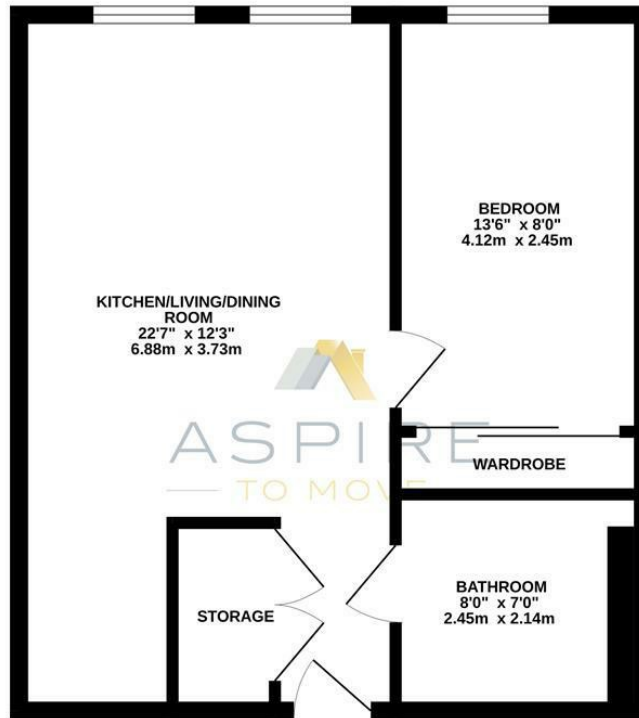 BEDROOM
13'6" x 8'0"
4.12m x 2.45m
KITCHEN/LIVING/DINING
ROOM
22'7" x 12'3"
6.88m x 3.73m
ASPIRE
TO MOVE
WARDROBE
BATHROOM
8'0" x 7'0"
2.45m x 2.14m
STORAGE